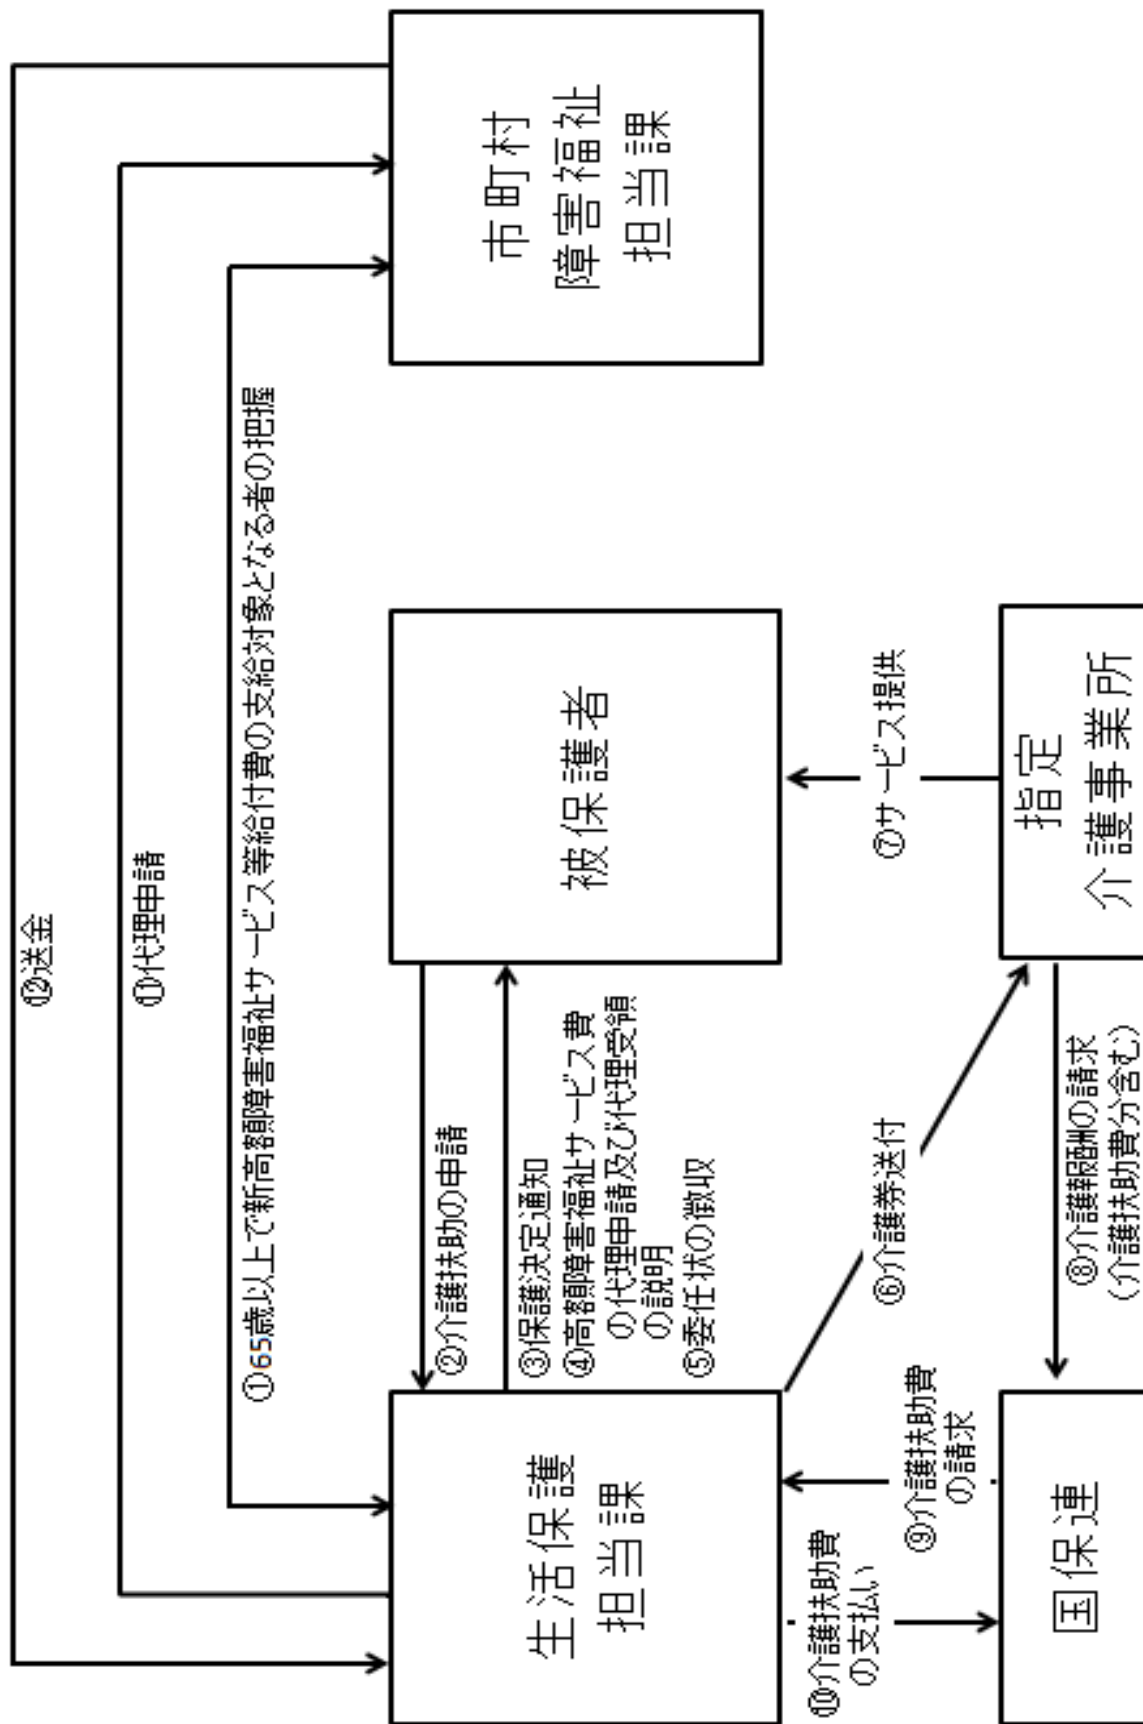 ⑫送金
⑪代理申請
①65歳以上で新高額障害福祉サービス等給付費の支給対象となる者の把握
生活保護
担当課
②介護扶助の申請
③保護決定通知
④高額障害福祉サービス費
の代理申請及び代理受領
の説明
⑤委任状の徴収
被保護者
市町村
障害福祉
担当課
⑩介護扶助費
の支払い
⑨介護扶助費
の請求
⑥介護券送付
⑦サービス提供
国保連
⑧介護報酬の請求
（介護扶助費分含む）
指定
介護事業所